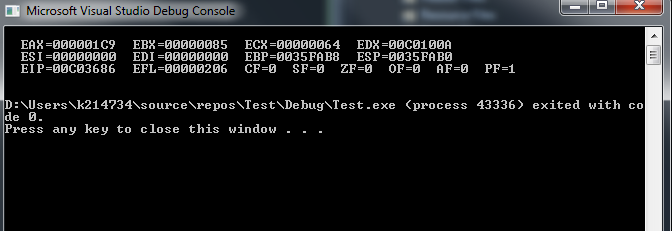 Microsoft Visual Studio Debug Console
EAX=000001C9 EBX=00000085 ECX=00000064 EDX=00C0100A
ESI=00000000 EDI=00000000 EBP=0035FAB8 ESP=0035FAB0
EIP=00C03686 EFL=00000206 CF=0 SF=0 ZF=0 OF=0 AF=0 PF=1
D:\Users\k214734\source\repos\Test\Debug\Test.exe (process 43336) exited with co
de 0.
Press any key to close this window . . .